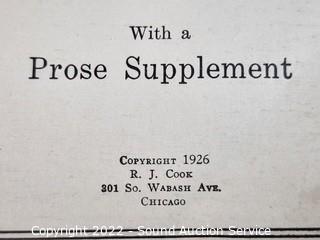 With a
Prose Supplement
Copyright 1926
R. J. Cook
301 So. Wabash Ave.
Chicago
Copyright 2022 - Sound Auction Service